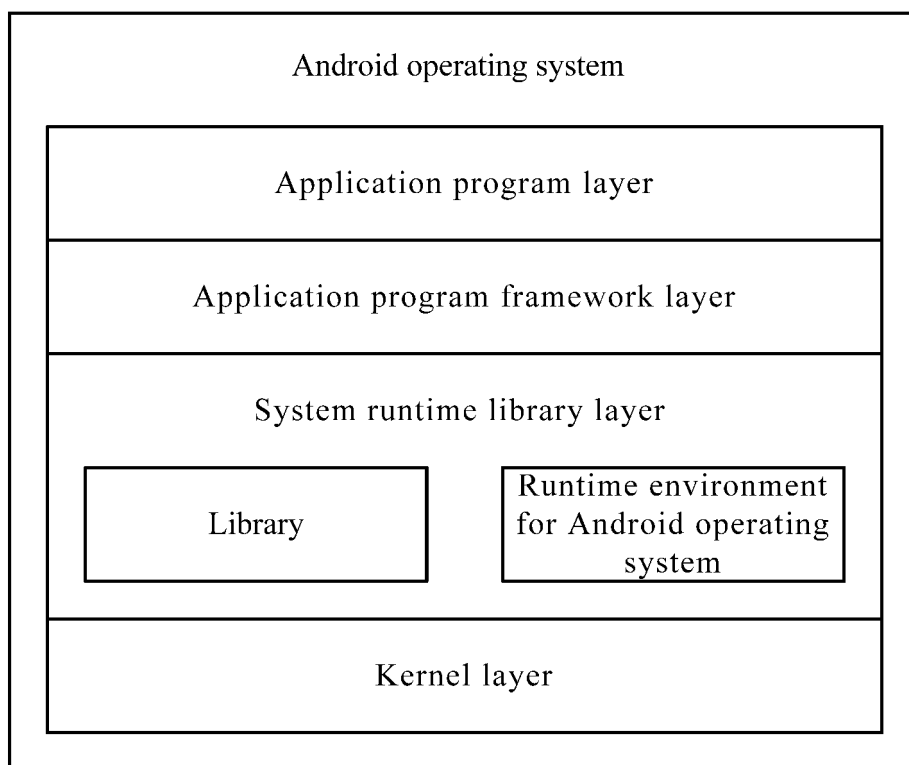 Android operating system
Application program layer
Application program framework layer
System runtime library layer
Library
Runtime environment
for Android operating
system
Kernel layer